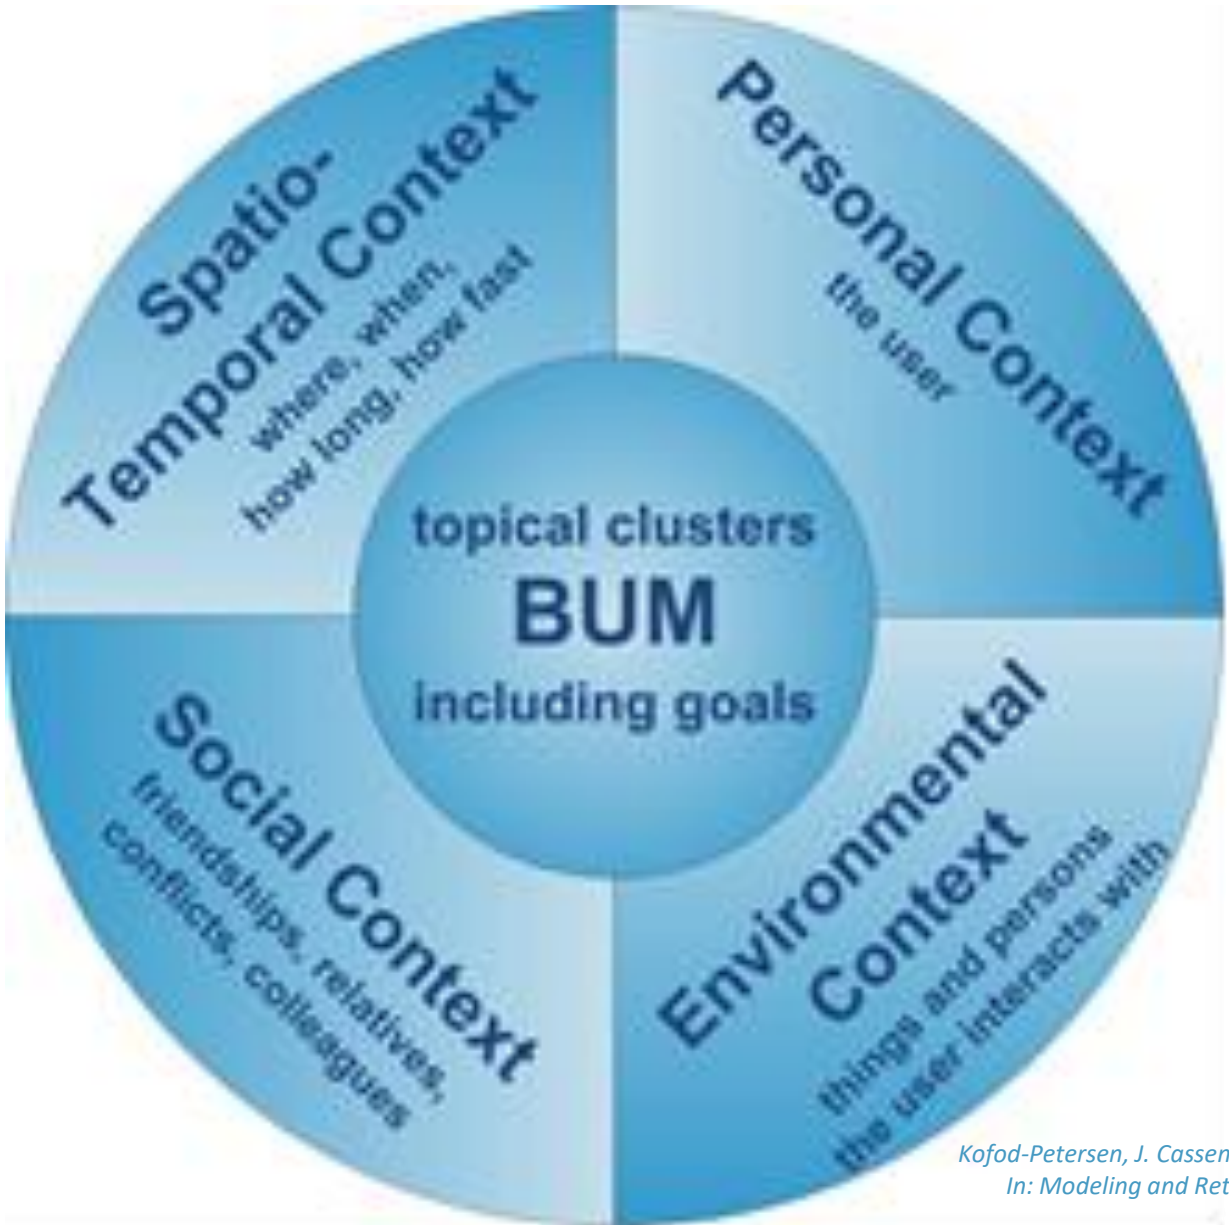 Spatio-
Temporal Context
where, when,
how long, how fast
Personal Context
the user
topical clusters
BUM
including goals
Social Context
friendships, relatives,
conflicts, colleagues
Environmental
Context
things and persons
the user interacts with
Kofod-Petersen, J. Cassen
In: Modeling and Ret